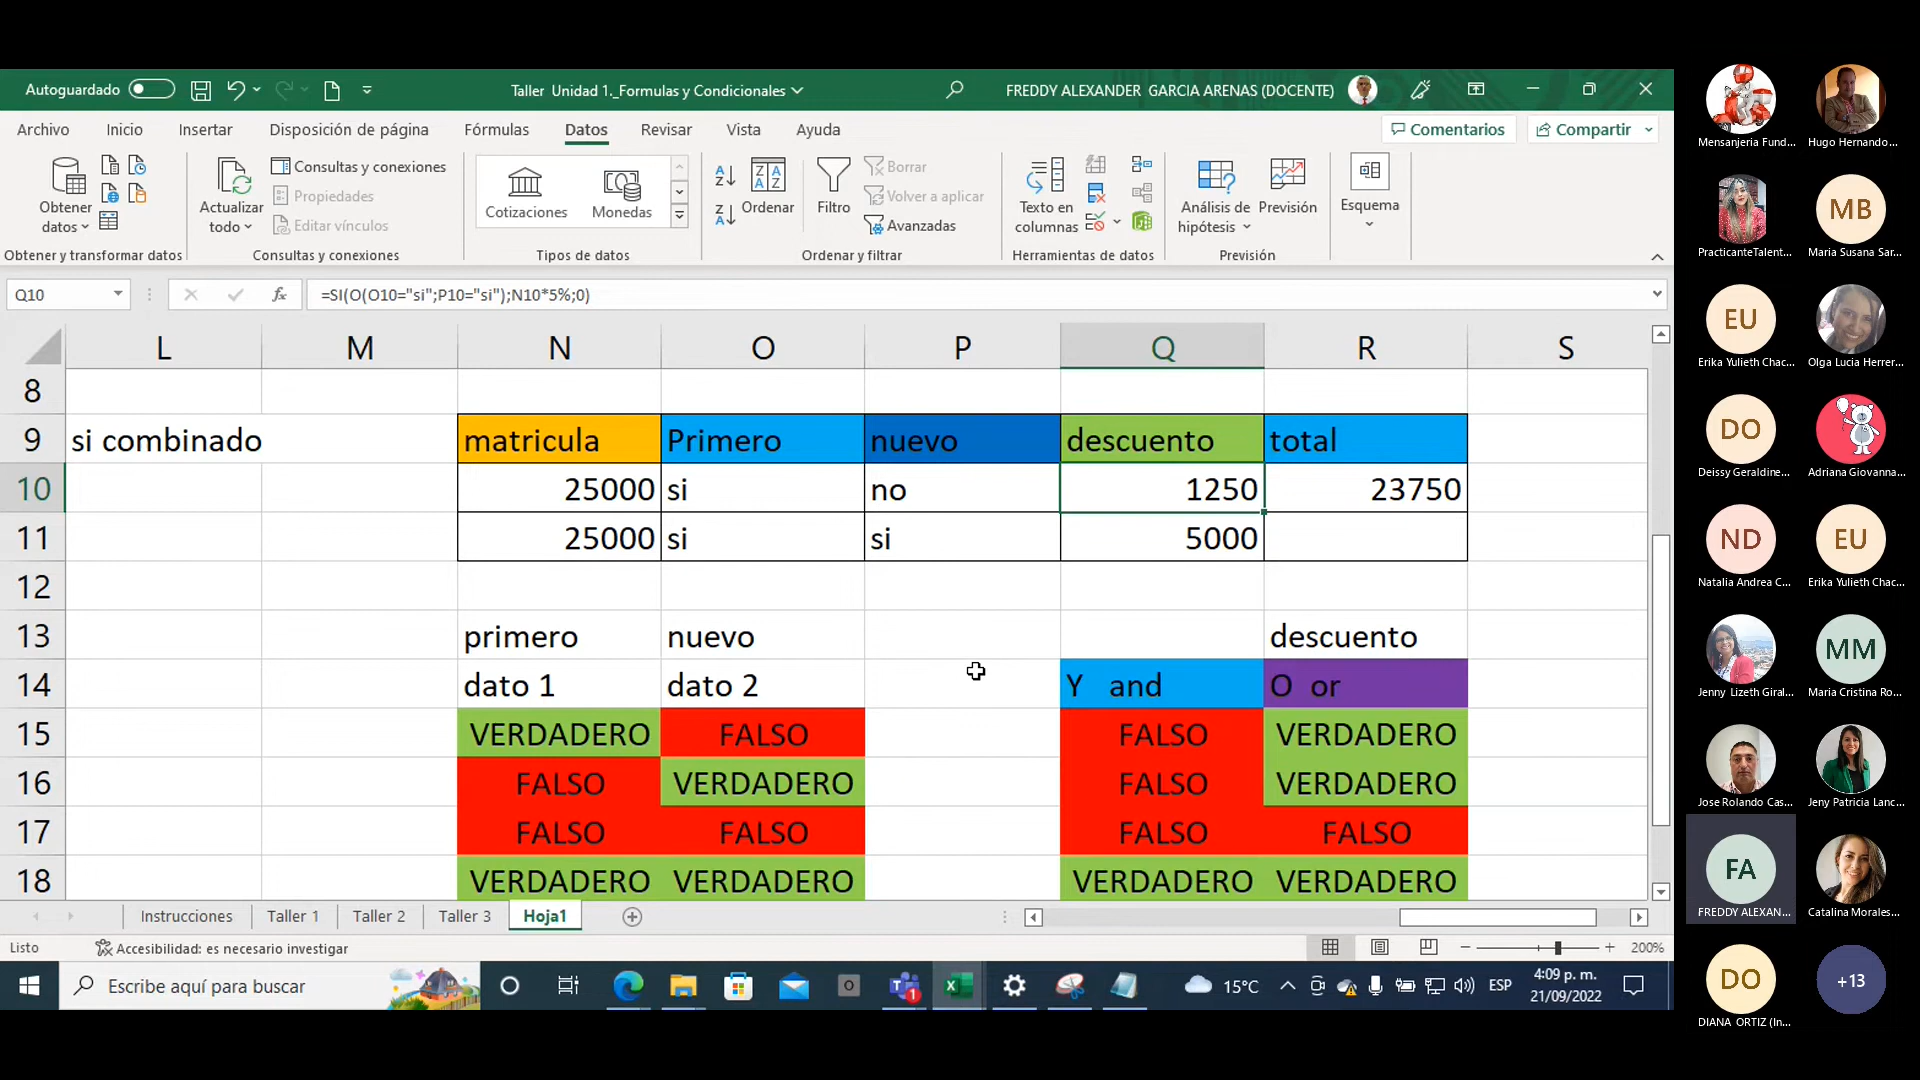 Autoguardado
Taller Unidad 1._Formulas y Condicionales
FREDDY ALEXANDER GARCIA ARENAS (DOCENTE)
Archivo Inicio Insertar Disposición de página Fórmulas Datos Revisar Vista Ayuda
Comentarios Compartir
Obtener datos
Actualizar todo
Consultas y conexiones
Propiedades
Editar vínculos
Cotizaciones Monedas
Ordenar
Filtro
Borrar
Volver a aplicar
Avanzadas
Texto en columnas
Análisis de hipótesis
Previsión
Esquema
Obtener y transformar datos
Consultas y conexiones
Tipos de datos
Ordenar y filtrar
Herramientas de datos
Previsión
Q10
fx
=SI(O(O10="si";P10="si");N10*5%;0)
L M N O P Q R S
8
9 si combinado matricula Primero nuevo descuento total
10 25000 si no 1250 23750
11 25000 si si 5000
12
13 primero nuevo descuento
14 dato 1 dato 2 Y and O or
15 VERDADERO FALSO FALSO VERDADERO
16 FALSO VERDADERO FALSO VERDADERO
17 FALSO FALSO FALSO FALSO
18 VERDADERO VERDADERO VERDADERO VERDADERO
Instrucciones Taller 1 Taller 2 Taller 3 Hoja1
Listo
Accesibilidad: es necesario investigar
200%
Escribe aquí para buscar
15°C
ESP
4:09 p. m.
21/09/2022
Mensanjeria Fund... Hugo Hernando...
MB
PracticanteTalent... Maria Susana Sar...
EU
Erika Yulieth Chac... Olga Lucia Herrer...
DO
Deissy Geraldine... Adriana Giovanna...
ND EU
Natalia Andrea C... Erika Yulieth Chac...
MM
Jenny Lizeth Giral... Maria Cristina Ro...
Jose Rolando Cas... Jeny Patricia Lanc...
FA
FREDDY ALEXAN... Catalina Morales...
DO +13
DIANA ORTIZ (In...